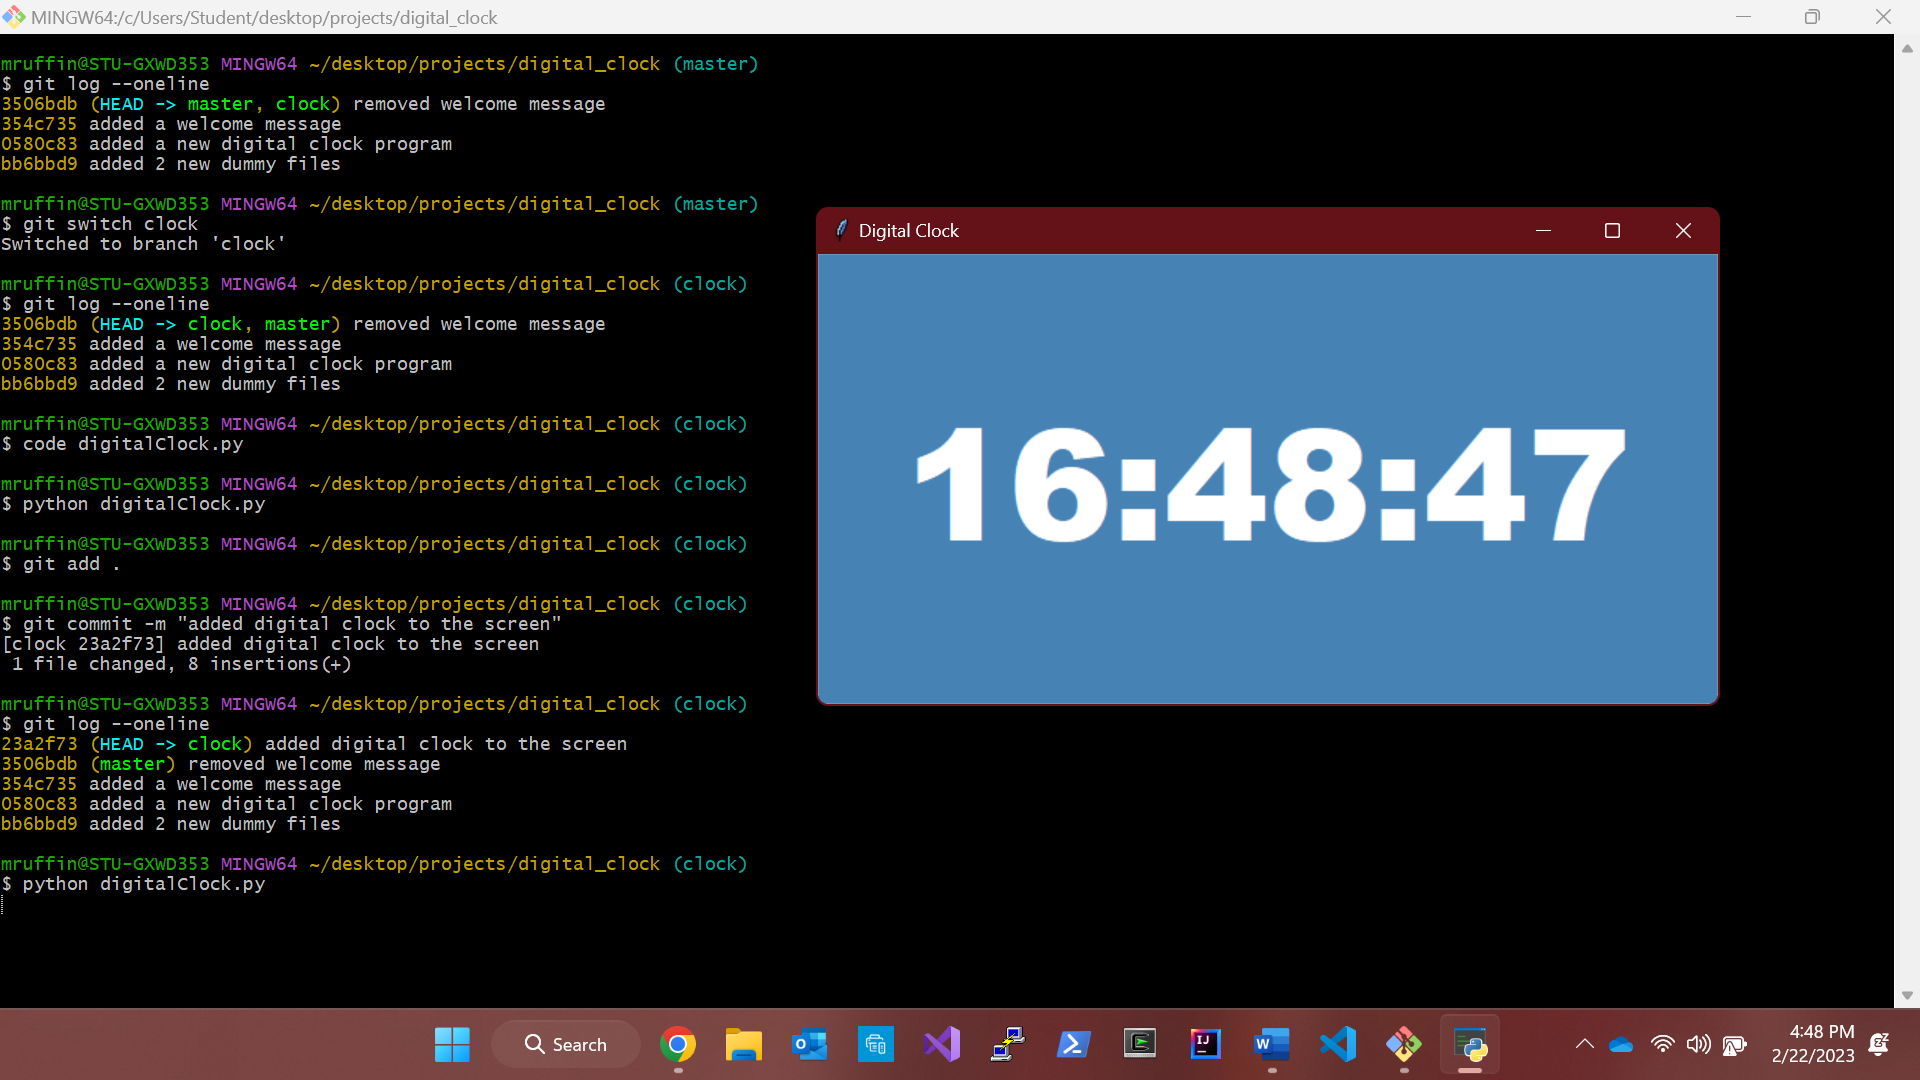 MINGW64:/c/Users/Student/desktop/projects/digital_clock
mruffin@STU-GXWD353 MINGW64 ~/desktop/projects/digital_clock (master)
$ git log --oneline
3506bdb (HEAD -> master, clock) removed welcome message
354c735 added a welcome message
0580c83 added a new digital clock program
bb6bbd9 added 2 new dummy files
mruffin@STU-GXWD353 MINGW64 ~/desktop/projects/digital_clock (master)
$ git switch clock
Switched to branch 'clock'
mruffin@STU-GXWD353 MINGW64 ~/desktop/projects/digital_clock (clock)
$ git log --oneline
3506bdb (HEAD -> clock, master) removed welcome message
354c735 added a welcome message
0580c83 added a new digital clock program
bb6bbd9 added 2 new dummy files
mruffin@STU-GXWD353 MINGW64 ~/desktop/projects/digital_clock (clock)
$ code digitalClock.py
mruffin@STU-GXWD353 MINGW64 ~/desktop/projects/digital_clock (clock)
$ python digitalClock.py
mruffin@STU-GXWD353 MINGW64 ~/desktop/projects/digital_clock (clock)
$ git add .
mruffin@STU-GXWD353 MINGW64 ~/desktop/projects/digital_clock (clock)
$ git commit -m "added digital clock to the screen"
[clock 23a2f73] added digital clock to the screen
1 file changed, 8 insertions(+)
mruffin@STU-GXWD353 MINGW64 ~/desktop/projects/digital_clock (clock)
$ git log --oneline
23a2f73 (HEAD -> clock) added digital clock to the screen
3506bdb (master) removed welcome message
354c735 added a welcome message
0580c83 added a new digital clock program
bb6bbd9 added 2 new dummy files
mruffin@STU-GXWD353 MINGW64 ~/desktop/projects/digital_clock (clock)
$ python digitalClock.py
Digital Clock
16:48:47
Search
4:48 PM
2/22/2023